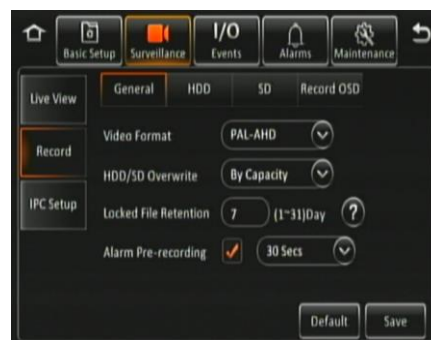 Basic Setup
Surveillance
I/O
Events
Alarms
Maintenance
Live View
Record
IPC Setup
General
HDD
SD
Record OSD
Video Format
PAL-AHD
HDD/SD Overwrite
By Capacity
Locked File Retention
7
(1~31)Day
?
Alarm Pre-recording
30 Secs
Default
Save